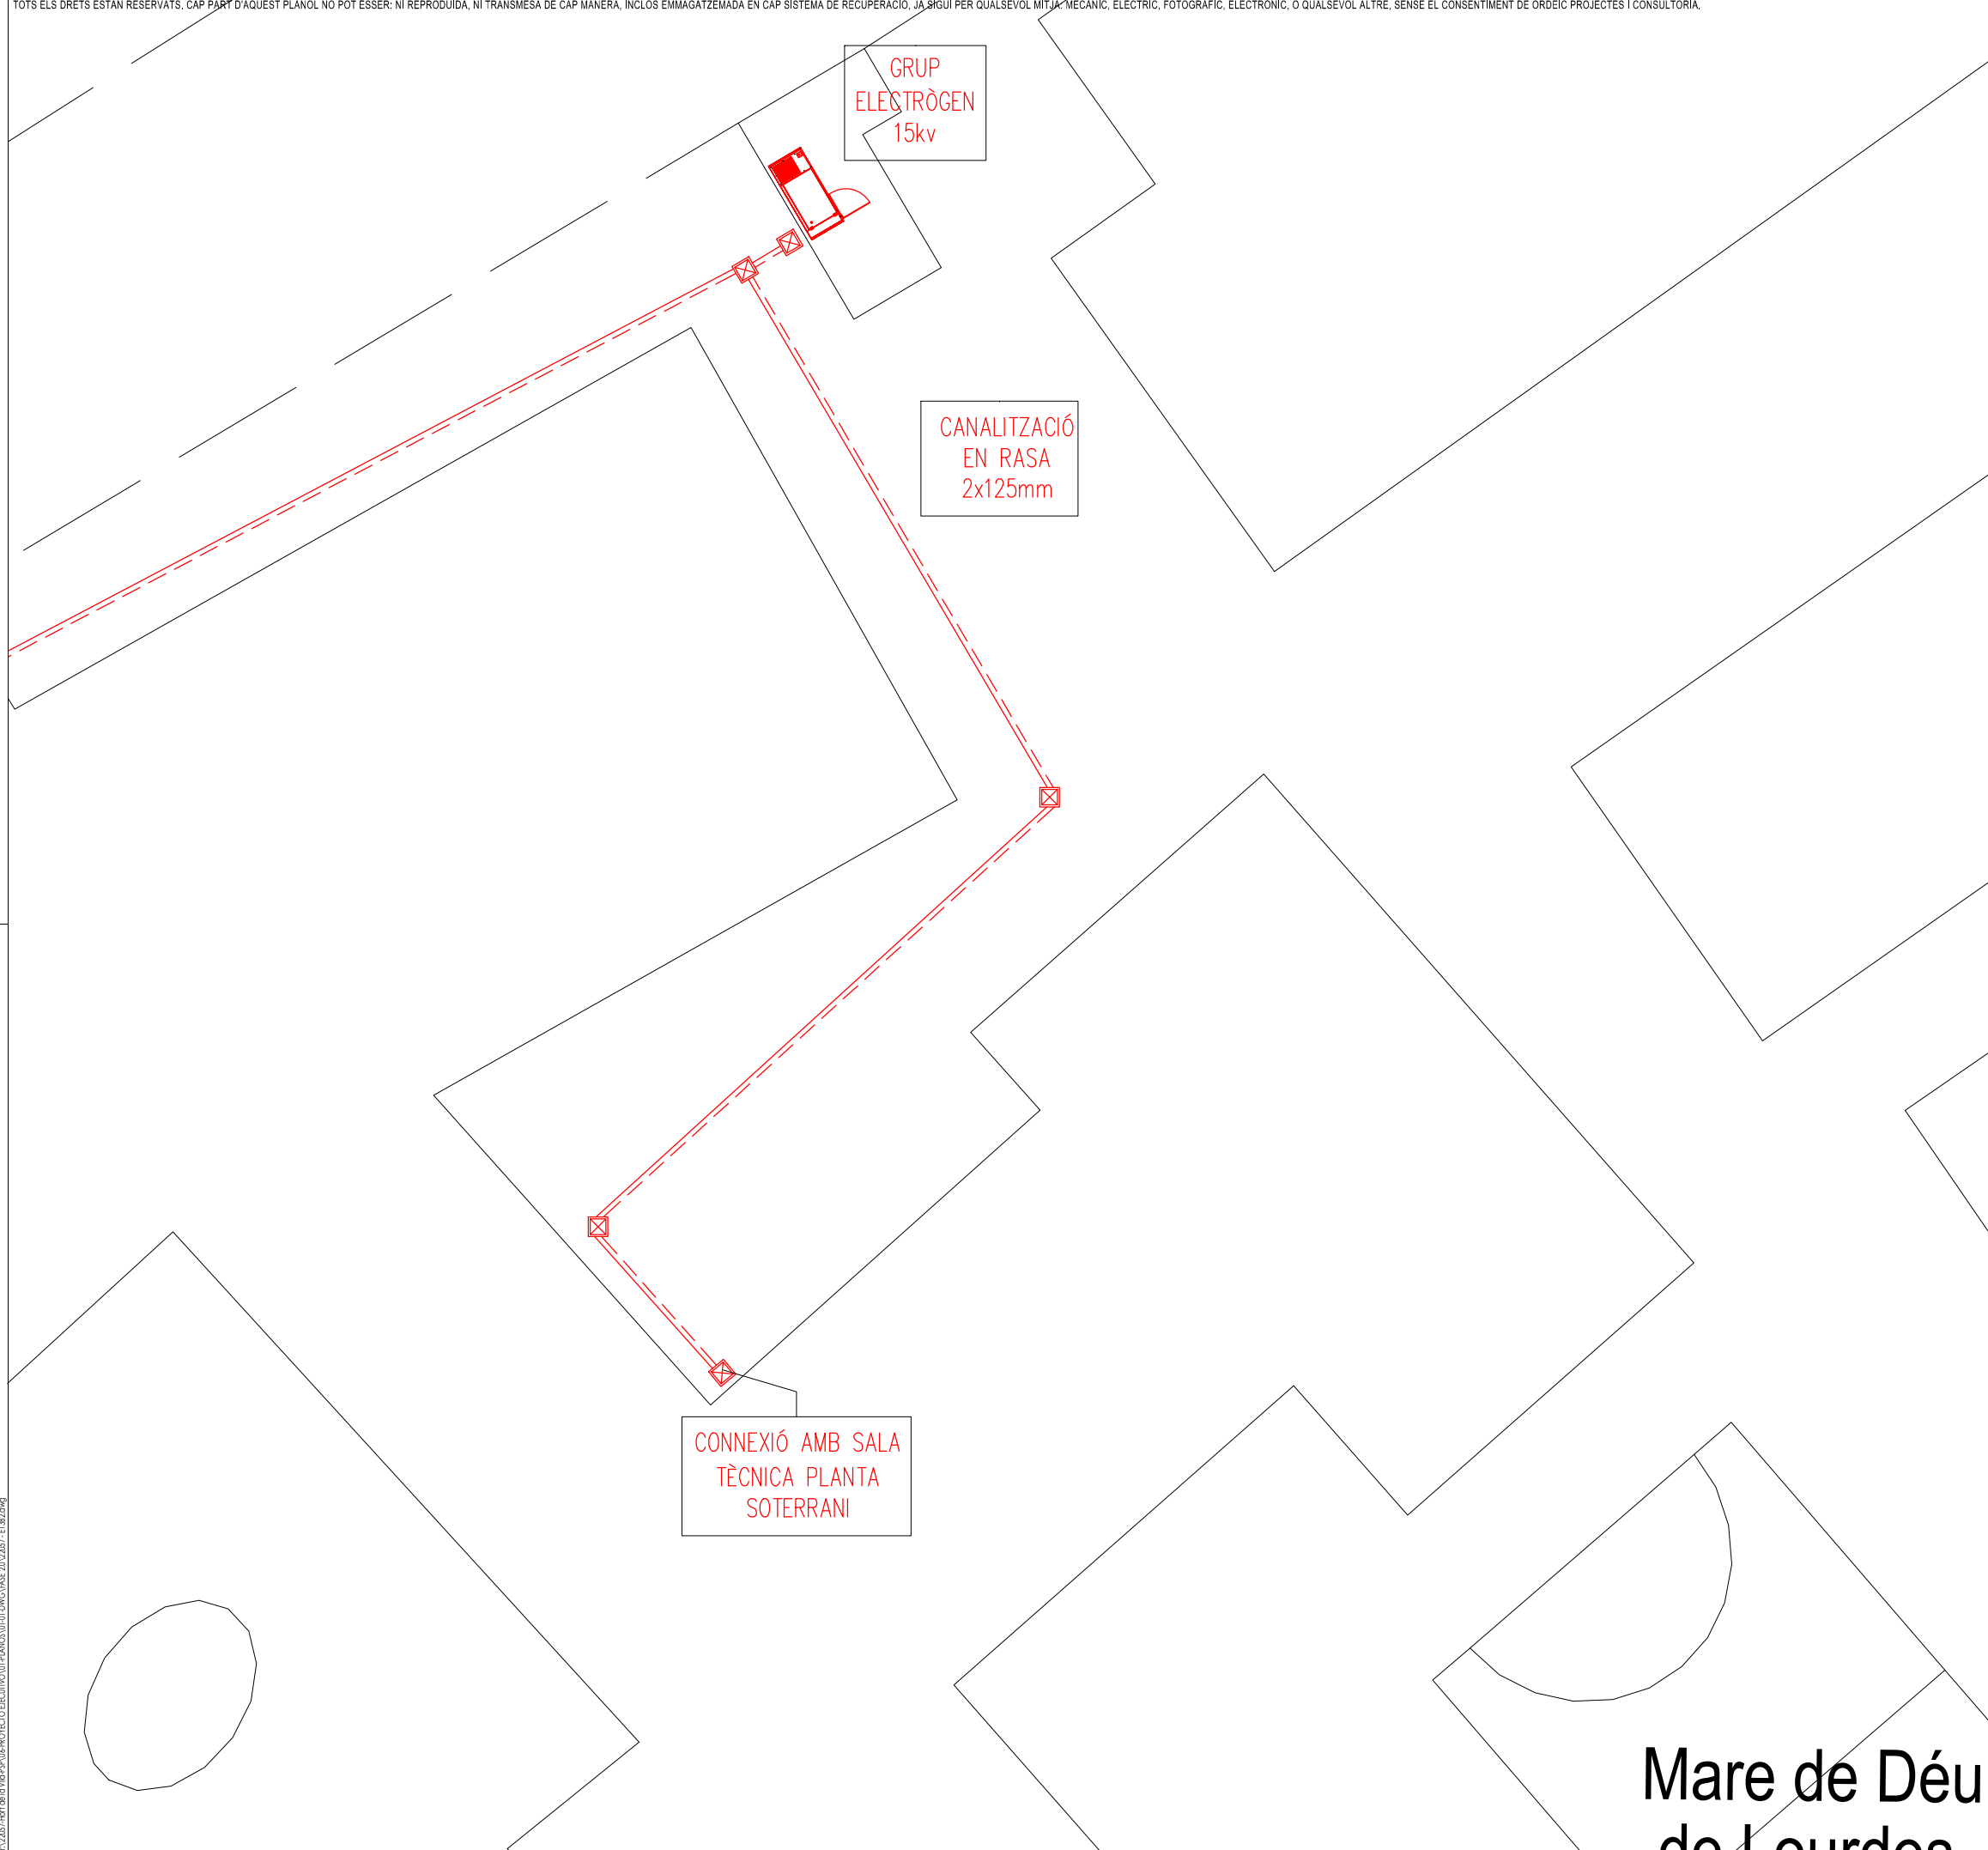 TOTS ELS DRETS ESTAN RESERVATS, CAP PART D'AQUEST PLANOL NO POT ESSER: NI REPRODUIDA, NI TRANSMESA DE CAP MANERA, INCLOS EMMAGATZEMADA EN CAP SISTEMA DE RECUPERACIO, JA SIGUI PER QUALSEVOL MITJA: MECANIC, ELECTRIC, FOTOGRAFIC, ELECTRONIC, O QUALSEVOL ALTRE, SENSE EL CONSENTIMENT DE ORDEIC PROJECTES I CONSULTORIA.
GRUP
ELECTRÒGEN
15kv
CANALITZACIÓ
EN RASA
2x125mm
CONNEXIÓ AMB SALA
TÈCNICA PLANTA
SOTERRANI
Mare de Déu
de Lourdes